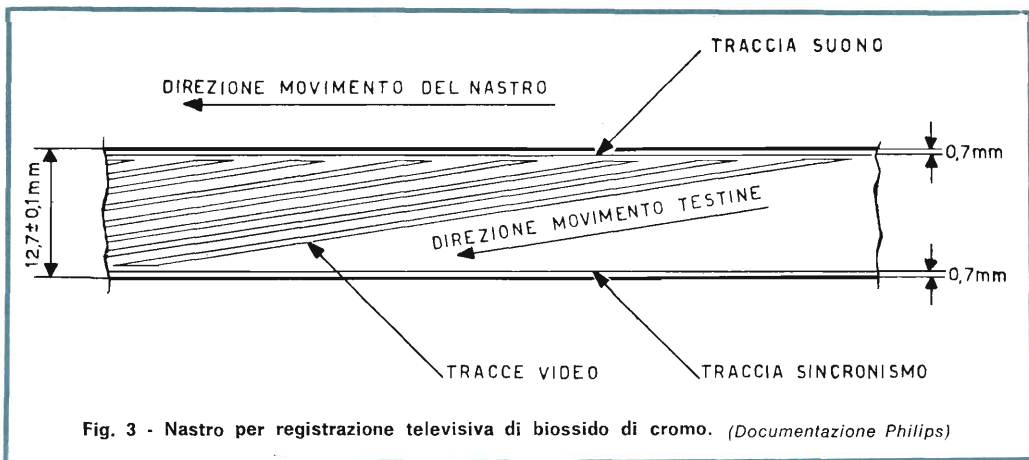 TRACCIA SUONO
DIREZIONE MOVIMENTO DEL NASTRO
0,7mm
12,7±0,1mm
DIREZIONE MOVIMENTO TESTINE
0,7mm
TRACCE VIDEO
TRACCIA SINCRONISMO
Fig. 3 - Nastro per registrazione televisiva di biossido di cromo. (Documentazione Philips)